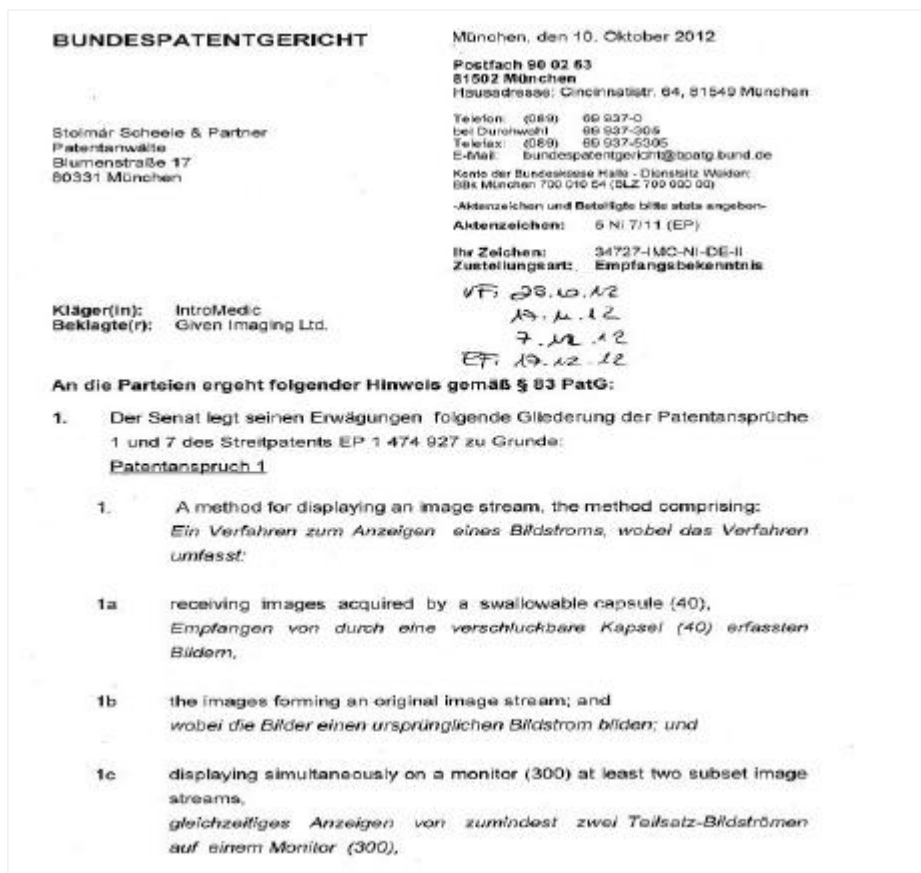 BUNDESPATENTGERICHT
München, den 10. Oktober 2012
Postfach 90 02 53
81502 München
Hausadresse: Cincinnatistr. 64, 81549 München
Telefon: (089) 69 937-0
bei Durchwahl 69 937-305
Telefax: (089) 69 937-5305
E-Mail: bundespatentgericht@bpatg.bund.de
Konto der Bundeskasse Halle - Dienstsitz Weiden:
BBk München 700 010 54 (BLZ 700 000 00)
-Aktenzeichen und Beteiligte bitte stets angeben-
Aktenzeichen: 5 Ni 7/11 (EP)
Ihr Zeichen: 34727-IMC-NI-DE-II
Zustellungsart: Empfangsbekenntnis
Stolmár Scheele & Partner
Patentanwälte
Blumenstraße 17
80331 München
VF: 28.10.12
17.11.12
7.12.12
EF: 17.12.12
Kläger(in): IntroMedic
Beklagte(r): Given Imaging Ltd.
An die Parteien ergeht folgender Hinweis gemäß § 83 PatG:
1. Der Senat legt seinen Erwägungen folgende Gliederung der Patentansprüche
1 und 7 des Streitpatents EP 1 474 927 zu Grunde:
Patentanspruch 1
1. A method for displaying an image stream, the method comprising:
Ein Verfahren zum Anzeigen eines Bildstroms, wobei das Verfahren
umfasst:
1a receiving images acquired by a swallowable capsule (40),
Empfangen von durch eine verschluckbare Kapsel (40) erfassten
Bildern,
1b the images forming an original image stream; and
wobei die Bilder einen ursprünglichen Bildstrom bilden; und
1c displaying simultaneously on a monitor (300) at least two subset image
streams,
gleichzeitiges Anzeigen von zumindest zwei Teilsatz-Bildströmen
auf einem Monitor (300),